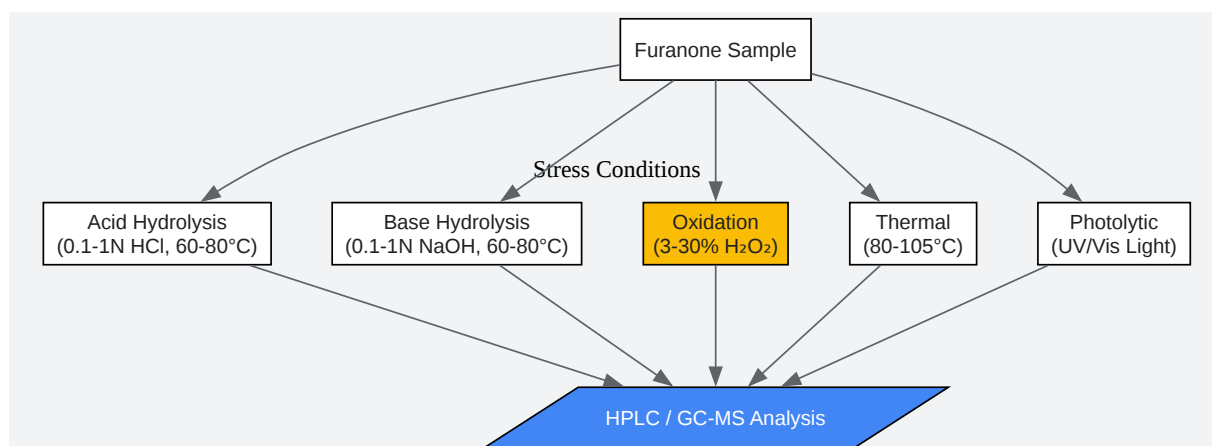 Furanone Sample
Stress Conditions
Acid Hydrolysis
(0.1-1N HCl, 60-80°C)
Base Hydrolysis
(0.1-1N NaOH, 60-80°C)
Oxidation
(3-30% H₂O₂)
Thermal
(80-105°C)
Photolytic
(UV/Vis Light)
HPLC / GC-MS Analysis